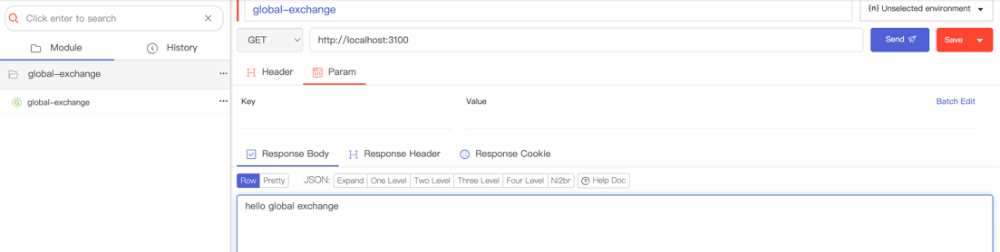 Click enter to search
Module
History
global-exchange
global-exchange
global-exchange
{n} Unselected environment
GET
http://localhost:3100
Send
Save
Header
Param
Key
Value
Batch Edit
Response Body
Response Header
Response Cookie
Row Pretty JSON: Expand One Level Two Level Three Level Four Level Nl2br Help Doc
hello global exchange